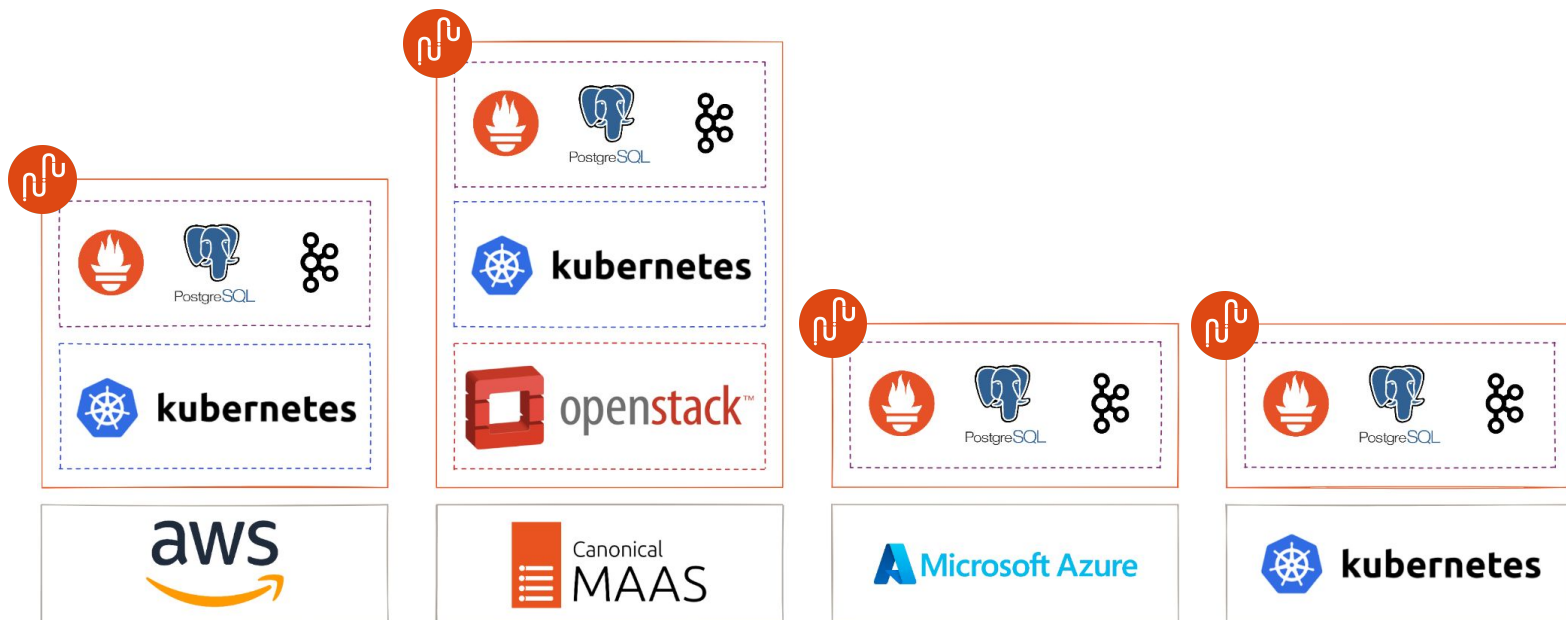 PostgreSQL
kubernetes
aws
PostgreSQL
kubernetes
openstack™
Canonical
MAAS
PostgreSQL
Microsoft Azure
PostgreSQL
kubernetes